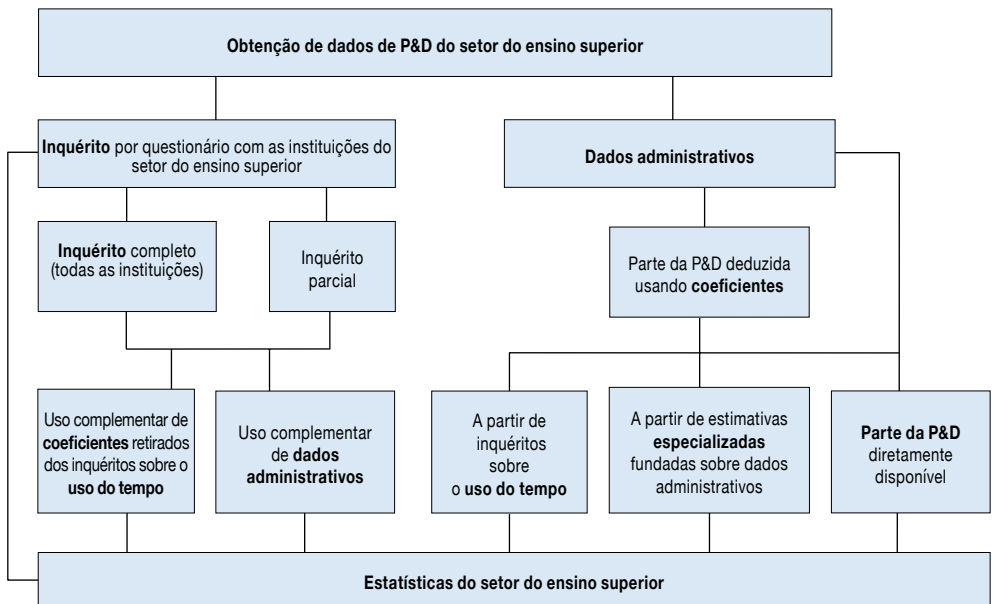 Obtenção de dados de P&D do setor do ensino superior
Inquérito por questionário com as instituições do
setor do ensino superior
Dados administrativos
Inquérito completo
(todas as instituições)
Inquérito
parcial
Parte da P&D deduzida
usando coeficientes
Uso complementar de
coeficientes retirados
dos inquéritos sobre o
uso do tempo
Uso complementar
de dados
administrativos
A partir de
inquéritos
sobre
o uso do tempo
A partir de estimativas
especializadas
fundadas sobre dados
administrativos
Parte da P&D
diretamente
disponível
Estatísticas do setor do ensino superior